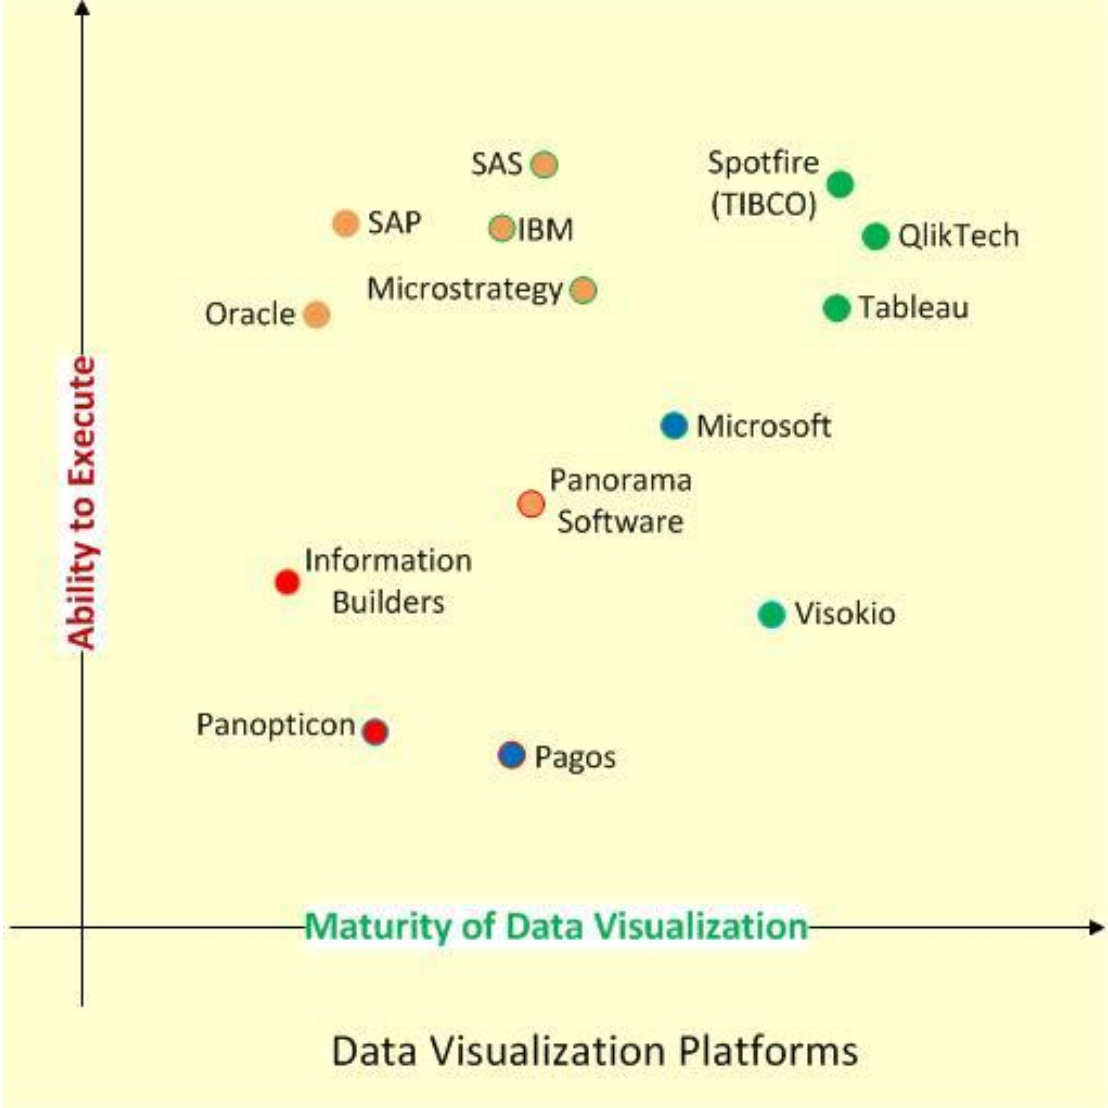 SAS
Spotfire
(TIBCO)
SAP
IBM
QlikTech
Microstrategy
Oracle
Tableau
Ability to Execute
Microsoft
Panorama
Software
Information
Builders
Visokio
Panopticon
Pagos
Maturity of Data Visualization
Data Visualization Platforms